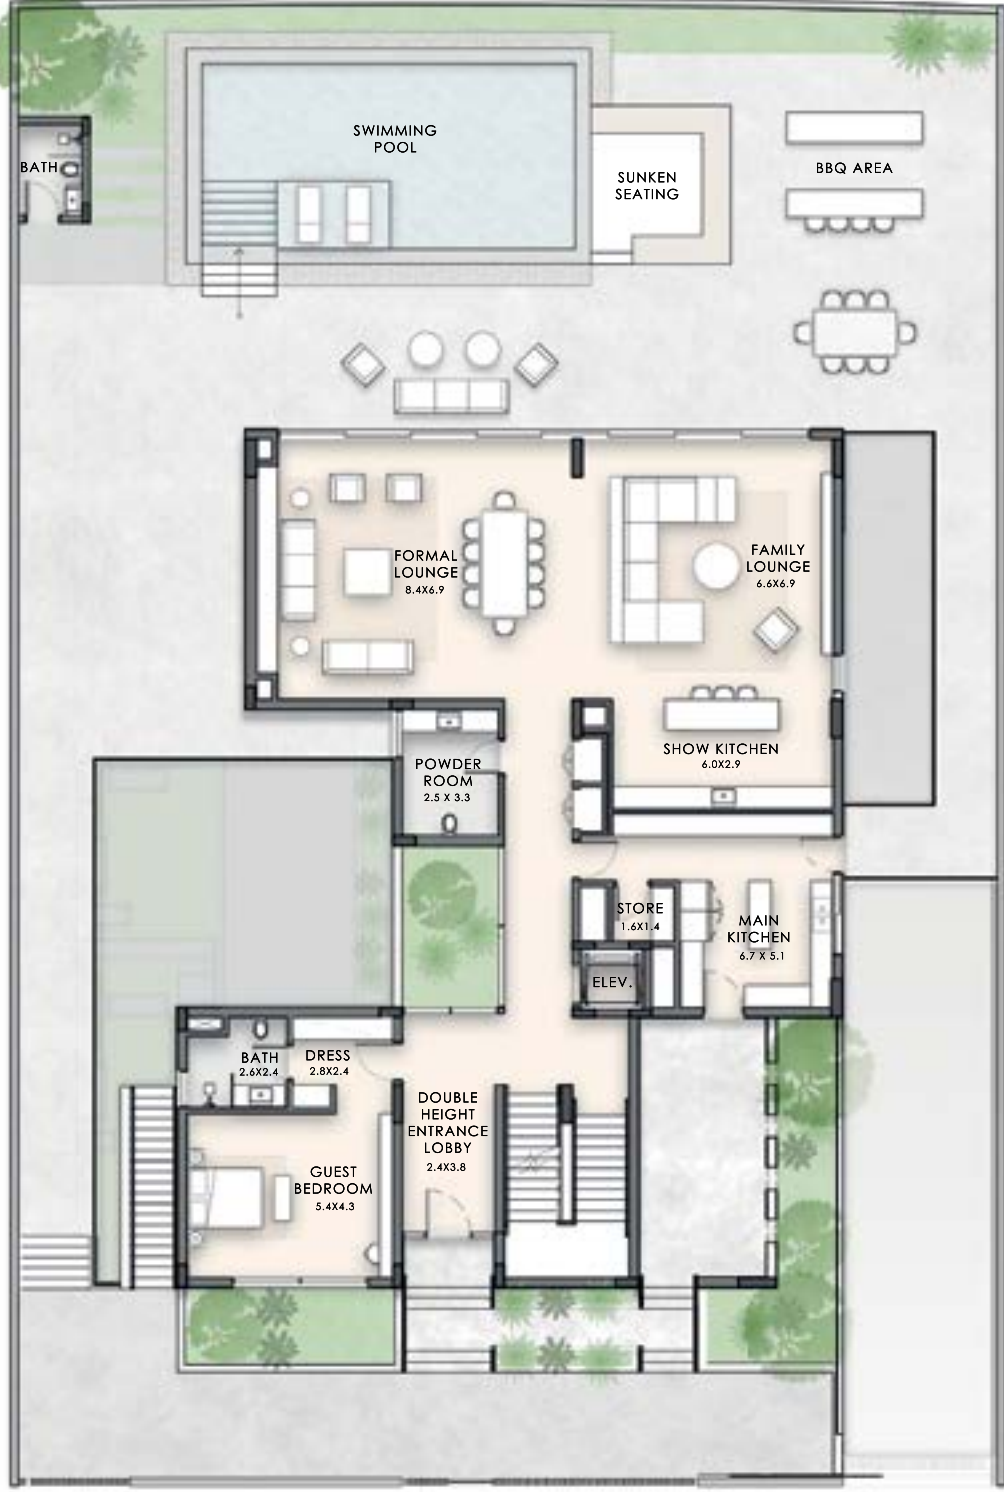 SWIMMING
POOL
BATH
SUNKEN
SEATING
BBQ AREA
FORMAL
LOUNGE
8.4X6.9
FAMILY
LOUNGE
6.6X6.9
SHOW KITCHEN
6.0X2.9
POWDER
ROOM
2.5 X 3.3
STORE
1.6X1.4
MAIN
KITCHEN
6.7 X 5.1
ELEV.
BATH
2.6X2.4
DRESS
2.8X2.4
DOUBLE
HEIGHT
ENTRANCE
LOBBY
2.4X3.8
GUEST
BEDROOM
5.4X4.3